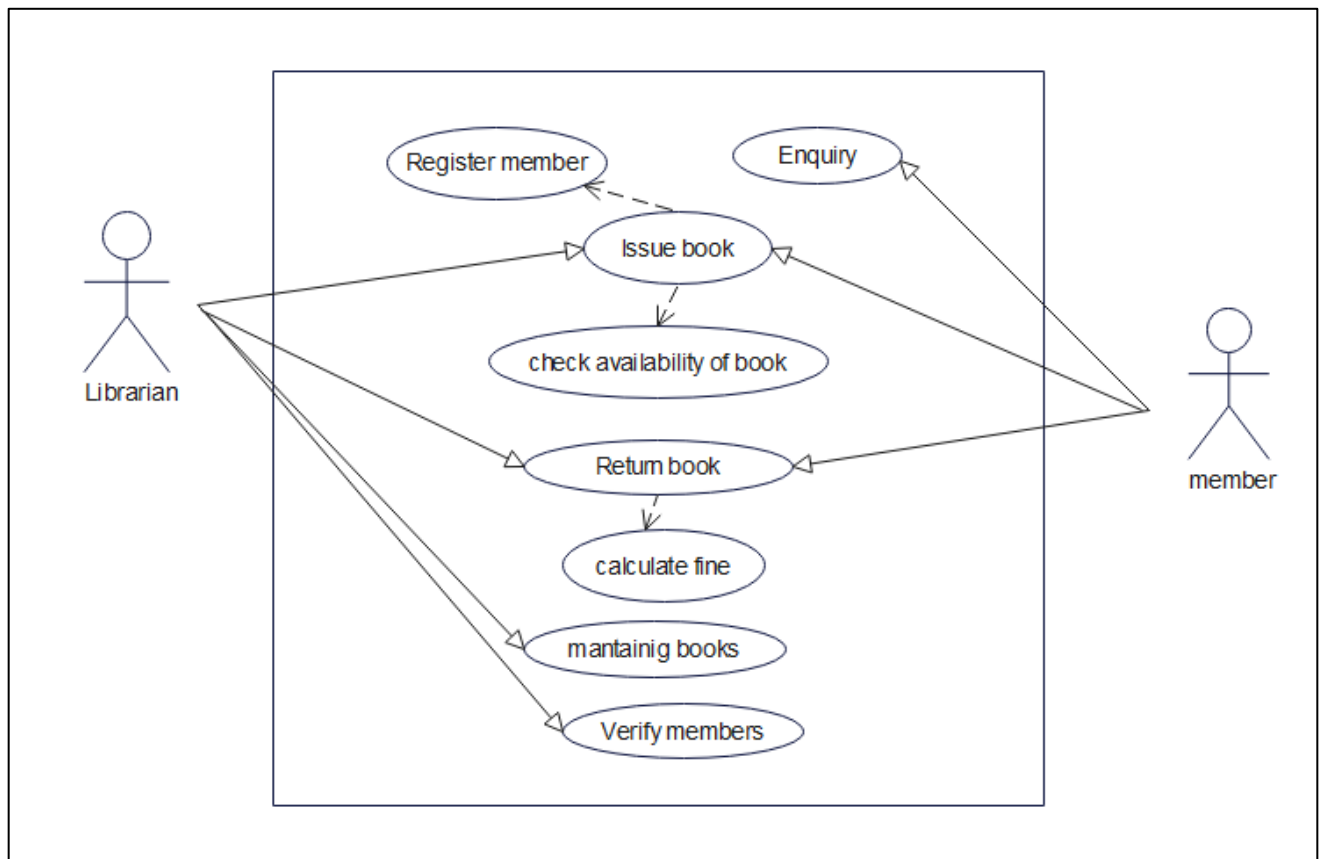 Register member
Enquiry
Issue book
check availability of book
Librarian
Return book
member
calculate fine
mantainig books
Verify members